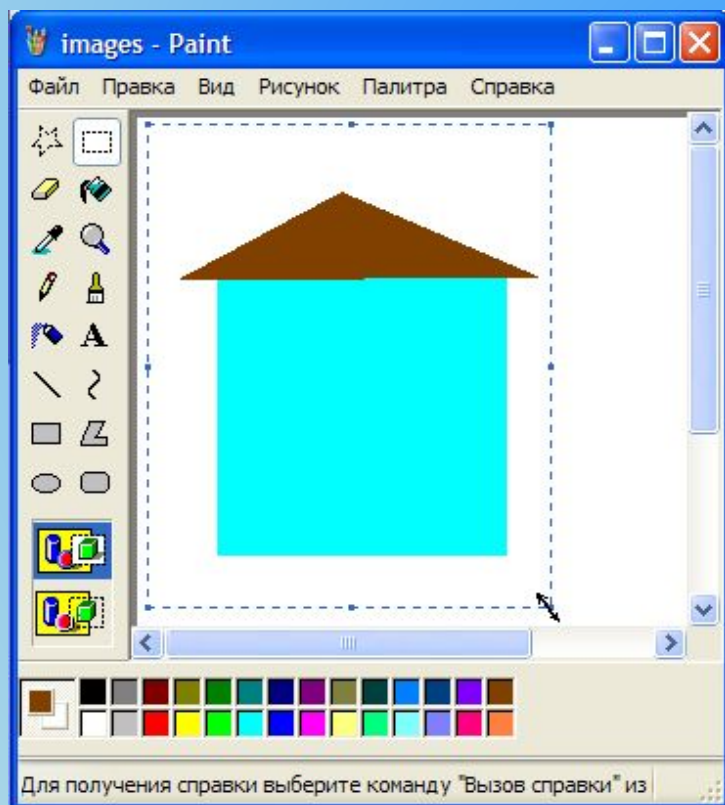 images - Paint
Файл Правка Вид Рисунок Палитра Справка
A
Для получения справки выберите команду "Вызов справки" из